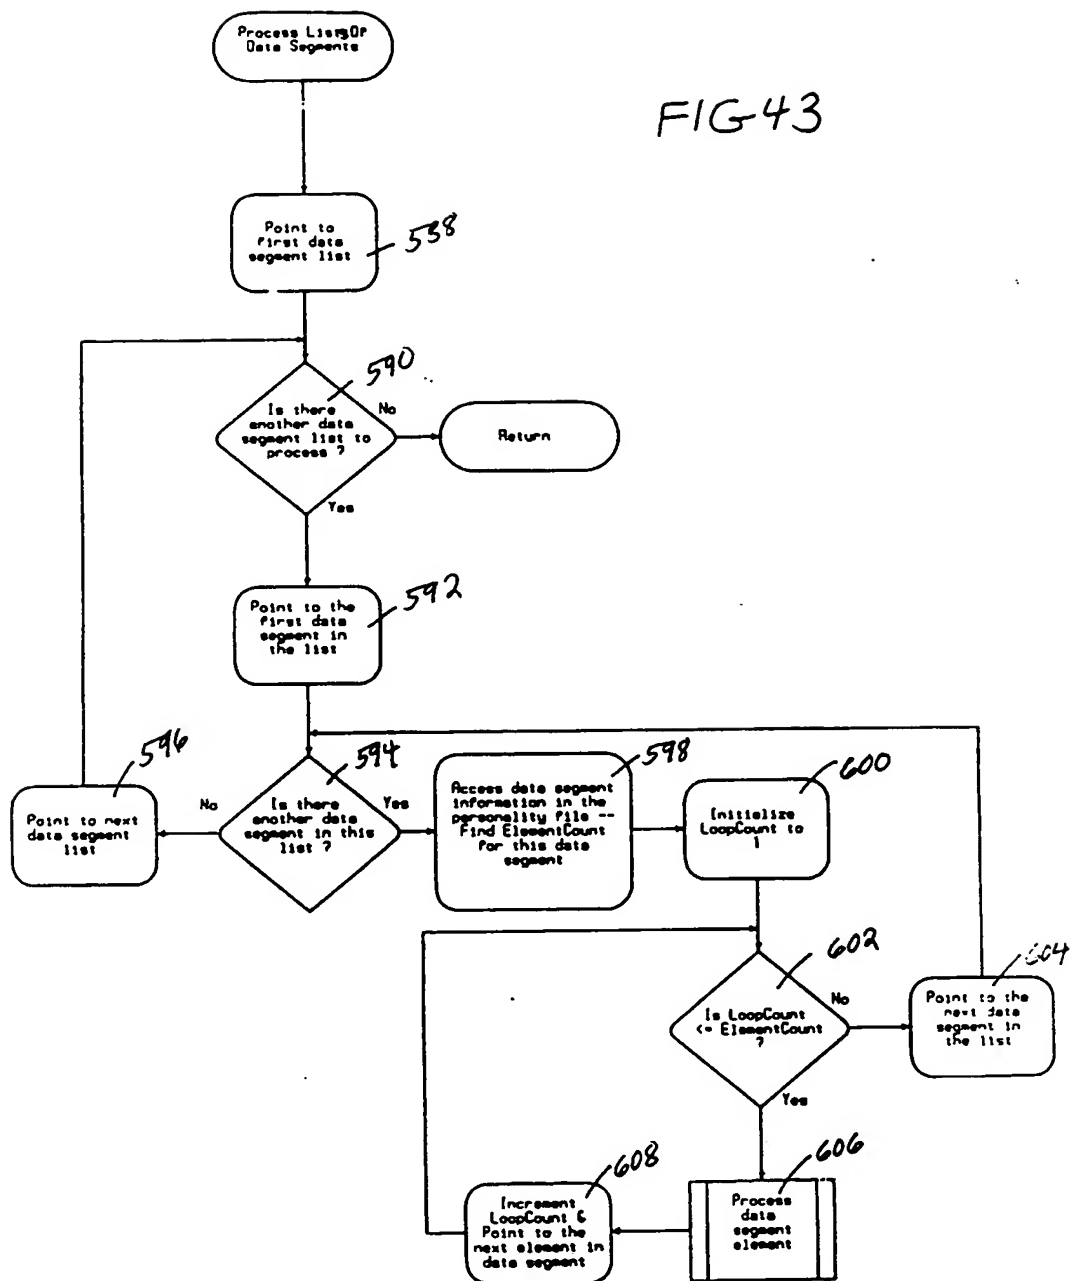 Process ListsOf
Data Segments
FIG 43
Point to
first data
segment list
538
590
Is there
another data
segment list to
process ?
No
Return
Yes
592
Point to the
first data
segment in
the list
596
Point to next
data segment
list
No
594
Is there
another data
segment in this
list ?
Yes
598
Access data segment
information in the
personality file --
Find ElementCount
for this data
segment
600
Initialize
LoopCount to
1
602
Is LoopCount
<= ElementCount
?
No
604
Point to the
next data
segment in
the list
Yes
606
Process
data
segment
element
608
Increment
LoopCount &
Point to the
next element in
data segment